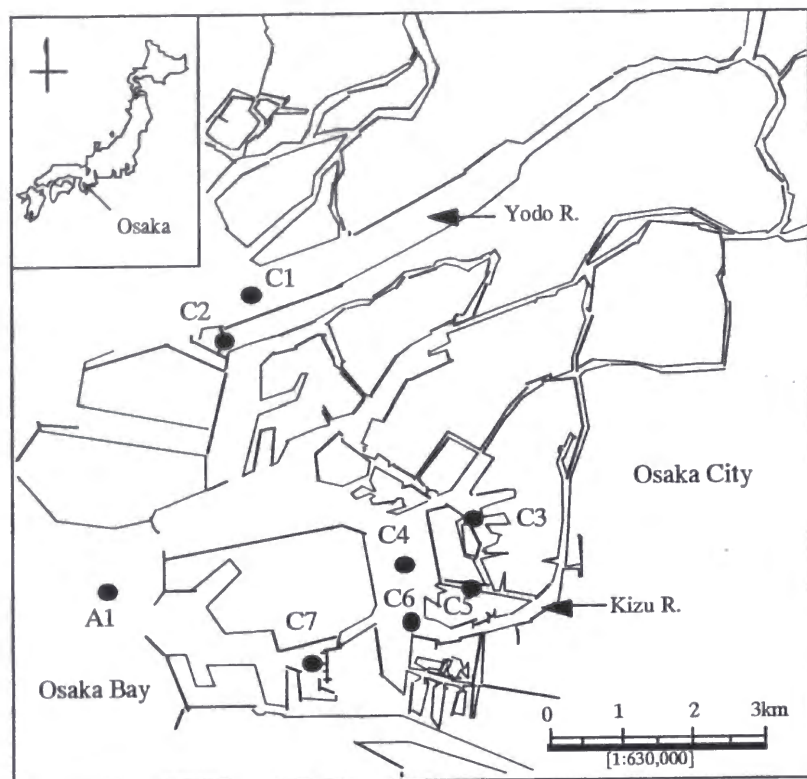 Osaka
Yodo R.
C1
C2
Osaka City
C3
C4
C5
C6
Kizu R.
A1
C7
Osaka Bay
0 1 2 3km
[1:630,000]